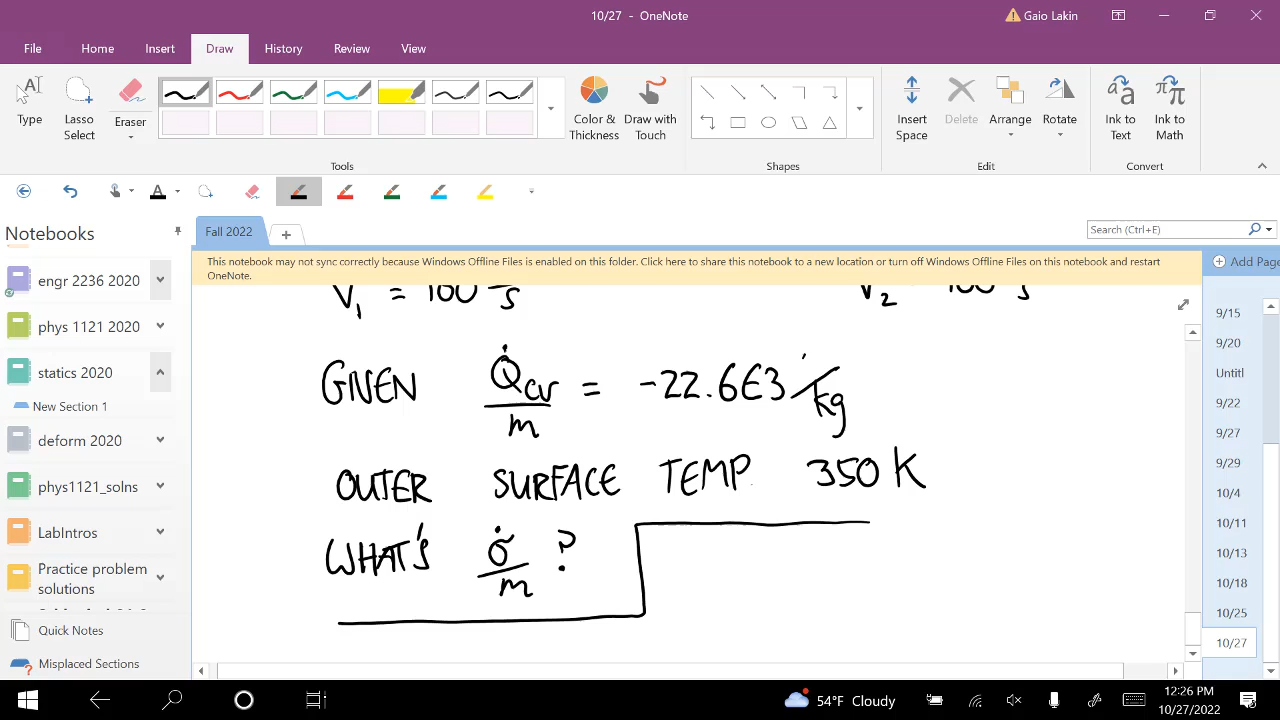 10/27 - OneNote
Gaio Lakin
File Home Insert Draw History Review View
Type
Lasso Select
Eraser
Color & Thickness
Draw with Touch
Insert Space
Delete
Arrange
Rotate
Ink to Text
Ink to Math
Tools
Shapes
Edit
Convert
Notebooks
Fall 2022
Search (Ctrl+E)
This notebook may not sync correctly because Windows Offline Files is enabled on this folder. Click here to share this notebook to a new location or turn off Windows Offline Files on this notebook and restart
OneNote.
Add Page
engr 2236 2020
phys 1121 2020
statics 2020
New Section 1
deform 2020
phys1121_solns
LabIntro
Practice problem
solutions
Quick Notes
Misplaced Sections
V₁ = 100 m/s
V₂ = 100
GIVEN Q̇cv/m = -22.6E3 /kg
OUTER SURFACE TEMP. 350 K
WHAT'S σ̇/m ?
9/15
9/20
Untitl
9/22
9/27
9/29
10/4
10/11
10/13
10/18
10/25
10/27
54°F Cloudy
12:26 PM
10/27/2022